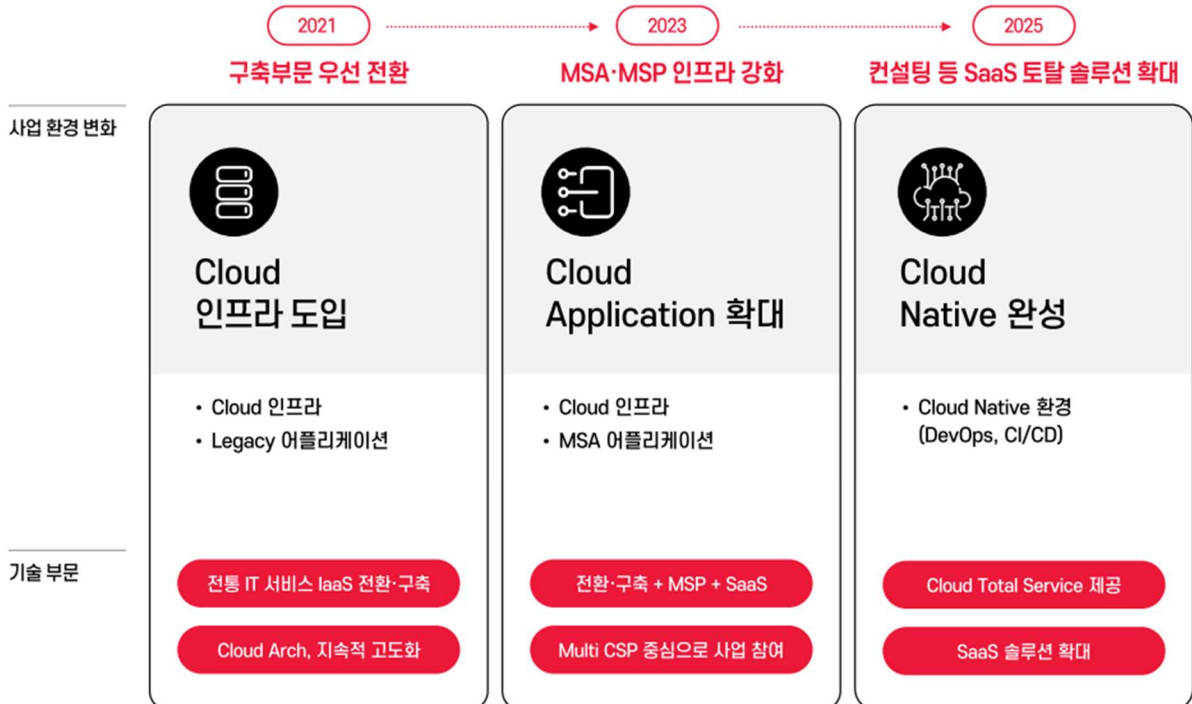 2021
2023
2025
구축부문 우선 전환
MSA·MSP 인프라 강화
컨설팅 등 SaaS 토탈 솔루션 확대
사업 환경 변화
Cloud
인프라 도입
• Cloud 인프라
• Legacy 어플리케이션
Cloud
Application 확대
• Cloud 인프라
• MSA 어플리케이션
Cloud
Native 완성
• Cloud Native 환경
(DevOps, CI/CD)
기술 부문
전통 IT 서비스 IaaS 전환·구축
Cloud Arch, 지속적 고도화
전환·구축 + MSP + SaaS
Multi CSP 중심으로 사업 참여
Cloud Total Service 제공
SaaS 솔루션 확대